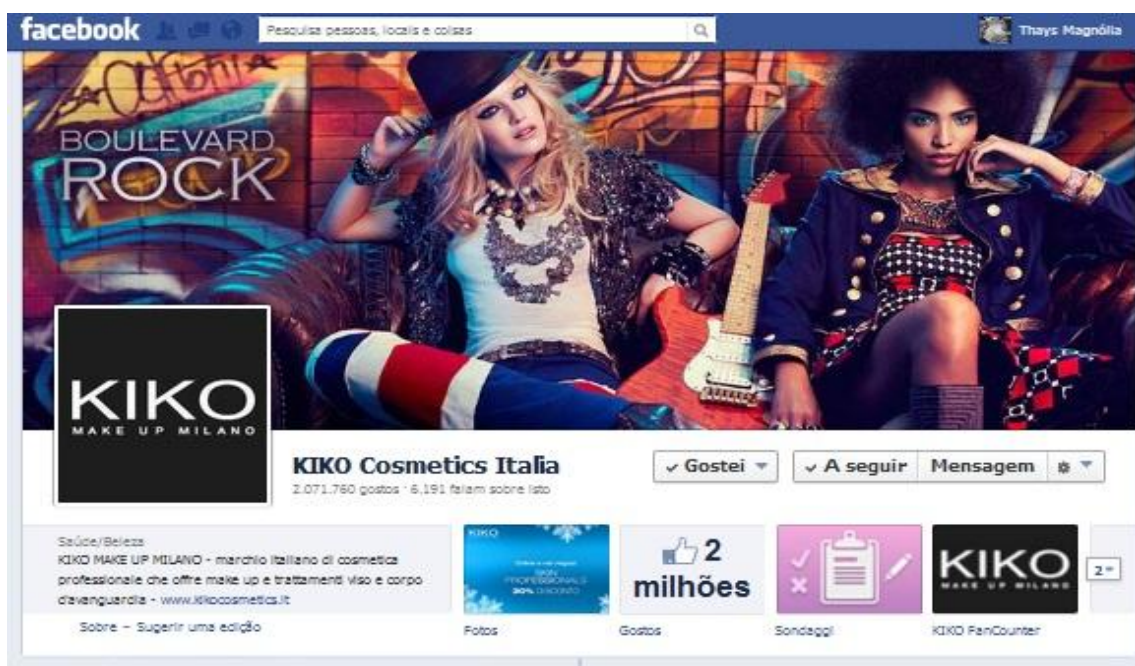 facebook
Pesquisa pessoas, locais e coisas
Thays Magnólia
BOULEVARD
ROCK
KIKO
MAKE UP MILANO
KIKO Cosmetics Italia
2.071.760 gostos · 6.191 falam sobre isto
✓ Gostei
✓ A seguir
Mensagem
Saúde/Beleza
KIKO MAKE UP MILANO - marchio italiano di cosmetica
professionale che offre make up e trattamenti viso e corpo
d'avanguardia - www.kikocosmetics.it
Sobre – Sugerir uma edição
KIKO
SKIN
PROFESSIONALS
30% DISCONTO
Fotos
2
milhões
Gostos
Sondaggi
KIKO
MAKE UP MILANO
KIKO FanCounter
2